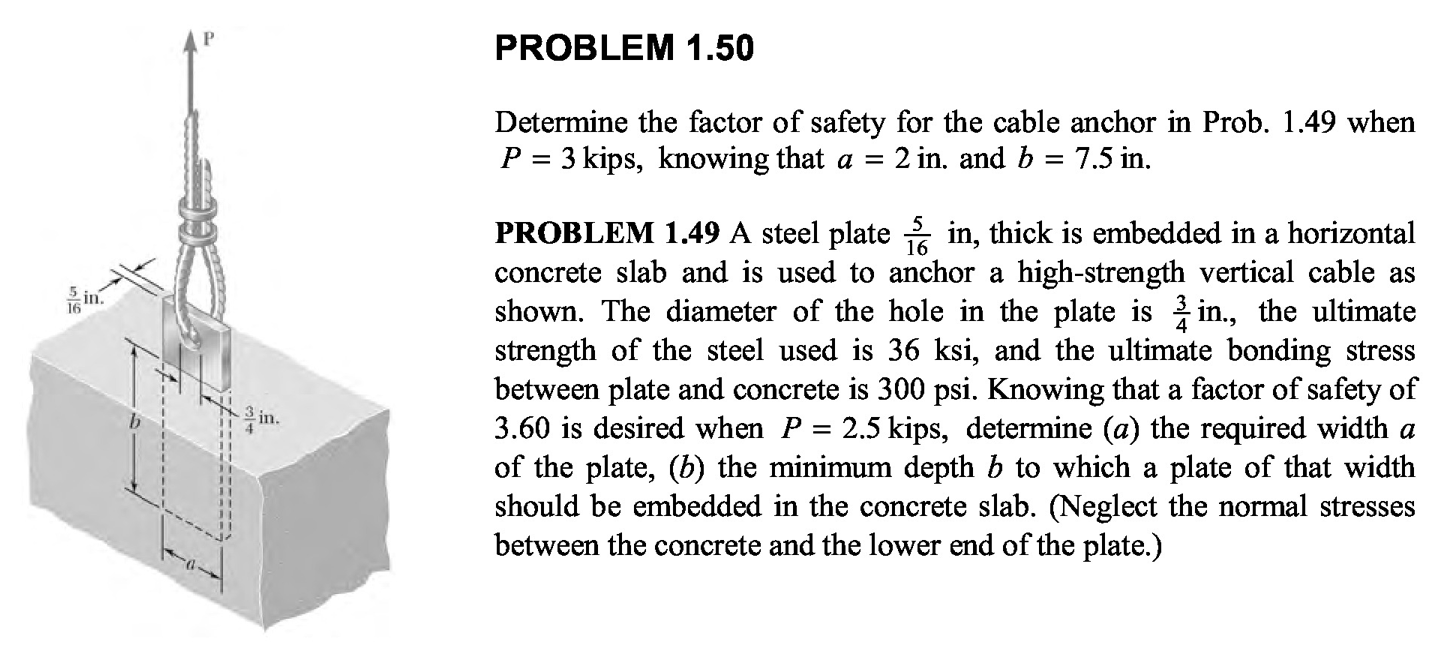 P
5/16 in.
b
3/4 in.
a
PROBLEM 1.50
Determine the factor of safety for the cable anchor in Prob. 1.49 when
P = 3 kips, knowing that a = 2 in. and b = 7.5 in.
PROBLEM 1.49 A steel plate 5/16 in, thick is embedded in a horizontal
concrete slab and is used to anchor a high-strength vertical cable as
shown. The diameter of the hole in the plate is 3/4 in., the ultimate
strength of the steel used is 36 ksi, and the ultimate bonding stress
between plate and concrete is 300 psi. Knowing that a factor of safety of
3.60 is desired when P = 2.5 kips, determine (a) the required width a
of the plate, (b) the minimum depth b to which a plate of that width
should be embedded in the concrete slab. (Neglect the normal stresses
between the concrete and the lower end of the plate.)